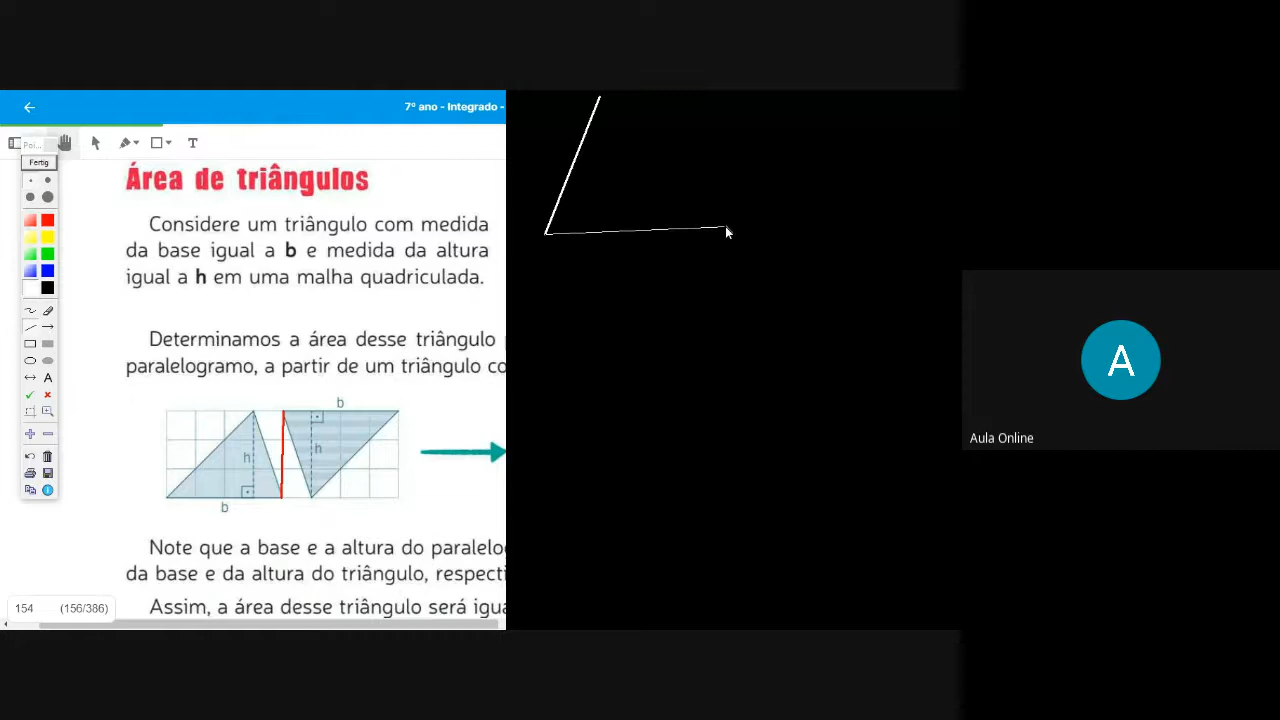 7º ano - Integrado -
Poi...
Fertig
T
A
Área de triângulos
Considere um triângulo com medida
da base igual a b e medida da altura
igual a h em uma malha quadriculada.
Determinamos a área desse triângulo
paralelogramo, a partir de um triângulo co
b
h
h
b
Note que a base e a altura do paralelo
da base e da altura do triângulo, respecti
Assim, a área desse triângulo será igua
154 (156/386)
A
Aula Online